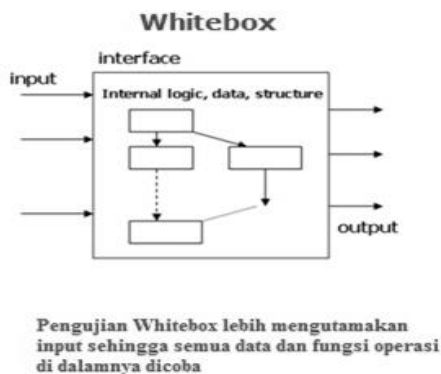 Whitebox
interface
input
Internal logic, data, structure
output
Pengujian Whitebox lebih mengutamakan
input sehingga semua data dan fungsi operasi
di dalamnya dicoba